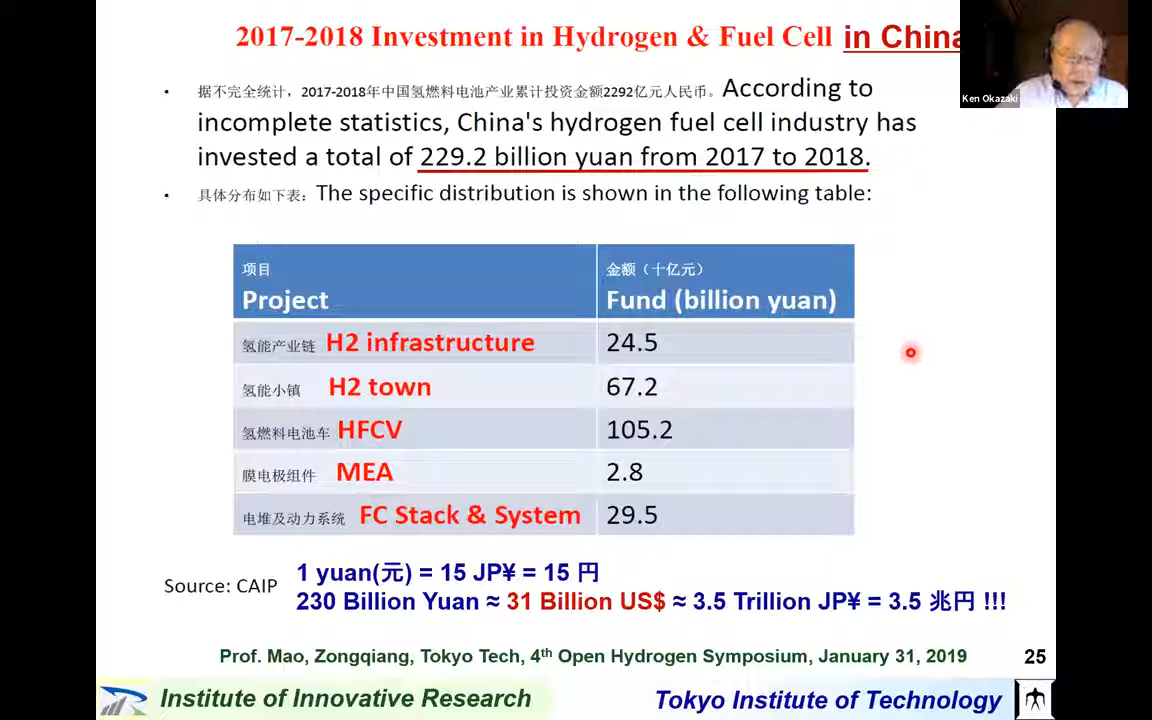 2017-2018 Investment in Hydrogen & Fuel Cell in China
Ken Okazaki
• 据不完全统计，2017-2018年中国氢燃料电池产业累计投资金额2292亿元人民币。According to
incomplete statistics, China's hydrogen fuel cell industry has
invested a total of 229.2 billion yuan from 2017 to 2018.
• 具体分布如下表：The specific distribution is shown in the following table:
项目 金额（十亿元）
Project Fund (billion yuan)
氢能产业链 H2 infrastructure 24.5
氢能小镇 H2 town 67.2
氢燃料电池车 HFCV 105.2
膜电极组件 MEA 2.8
电堆及动力系统 FC Stack & System 29.5
Source: CAIP
1 yuan(元) = 15 JP¥ = 15 円
230 Billion Yuan ≈ 31 Billion US$ ≈ 3.5 Trillion JP¥ = 3.5 兆円 !!!
Prof. Mao, Zongqiang, Tokyo Tech, 4th Open Hydrogen Symposium, January 31, 2019
25
Institute of Innovative Research
Tokyo Institute of Technology